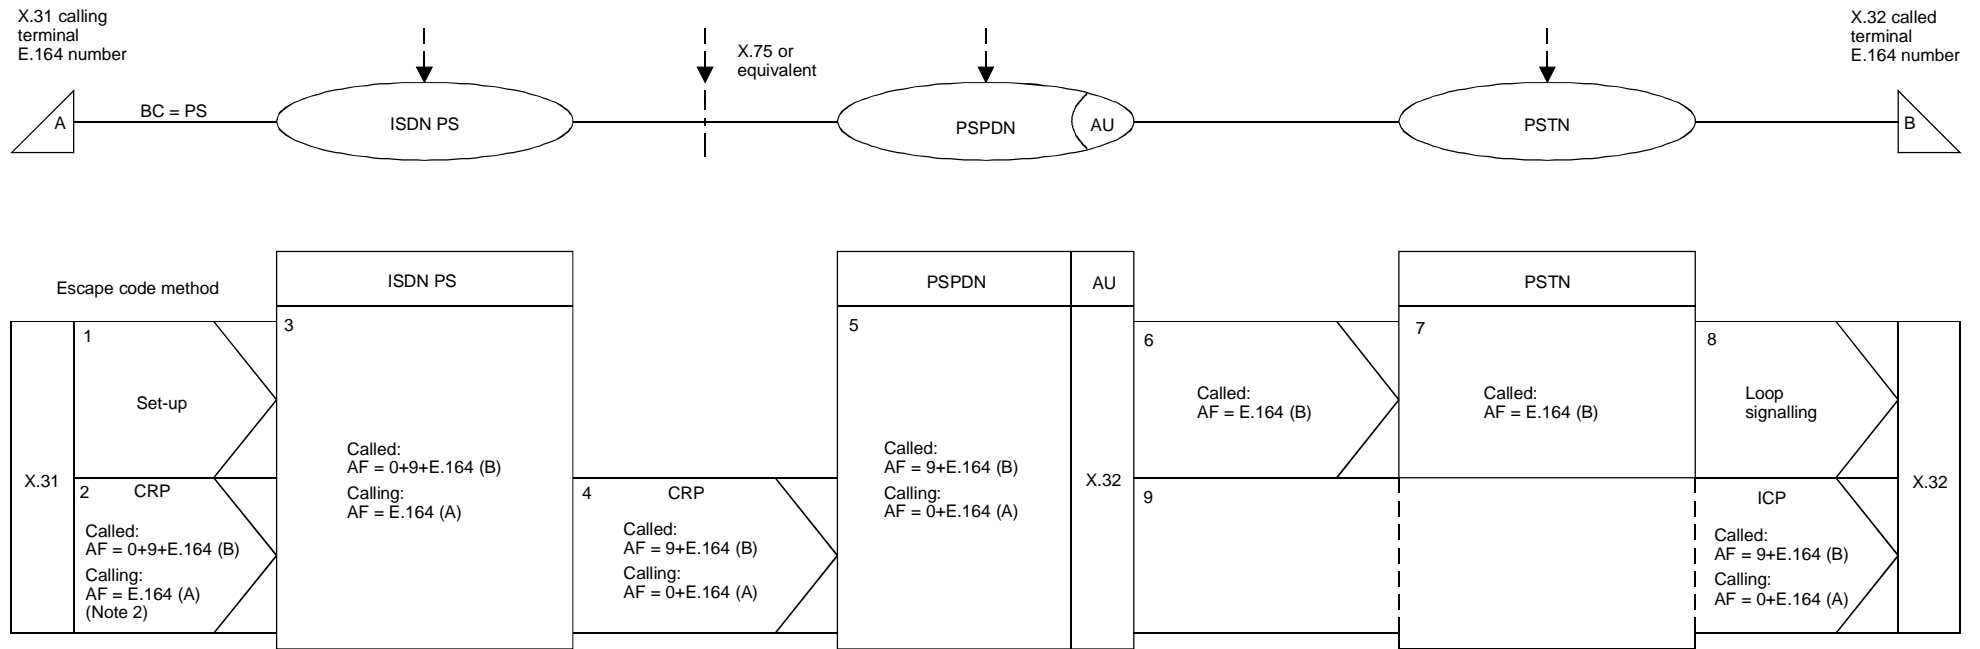 X.31 calling
terminal
E.164 number
X.75 or
equivalent
X.32 called
terminal
E.164 number
A
BC = PS
ISDN PS
PSPDN
AU
PSTN
B
Escape code method
ISDN PS
PSPDN
AU
PSTN
X.31
1
Set-up
2
CRP
Called:
AF = 0+9+E.164 (B)
Calling:
AF = E.164 (A)
(Note 2)
3
Called:
AF = 0+9+E.164 (B)
Calling:
AF = E.164 (A)
4
CRP
Called:
AF = 9+E.164 (B)
Calling:
AF = 0+E.164 (A)
5
Called:
AF = 9+E.164 (B)
Calling:
AF = 0+E.164 (A)
X.32
6
Called:
AF = E.164 (B)
7
Called:
AF = E.164 (B)
8
Loop
signalling
9
ICP
Called:
AF = 9+E.164 (B)
Calling:
AF = 0+E.164 (A)
X.32